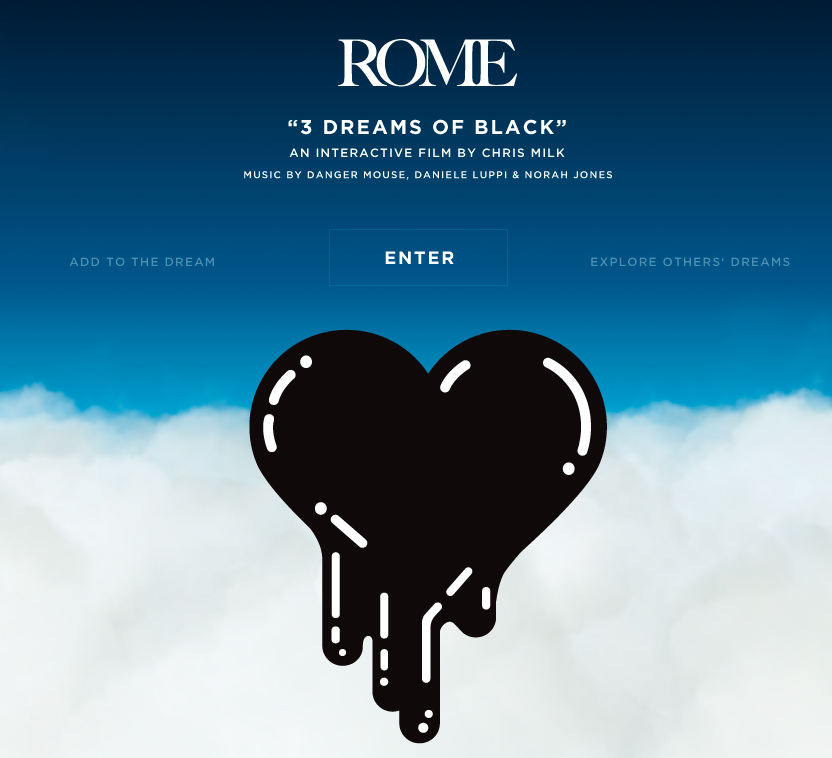 ROME
“3 DREAMS OF BLACK”
AN INTERACTIVE FILM BY CHRIS MILK
MUSIC BY DANGER MOUSE, DANIELE LUPPI & NORAH JONES
ADD TO THE DREAM
ENTER
EXPLORE OTHERS' DREAMS